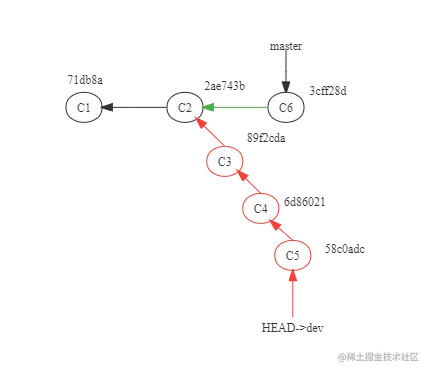 master
71db8a
2ae743b
3cff28d
C1
C2
C6
89f2cda
C3
6d86021
C4
58c0adc
C5
HEAD->dev
@稀土掘金技术社区